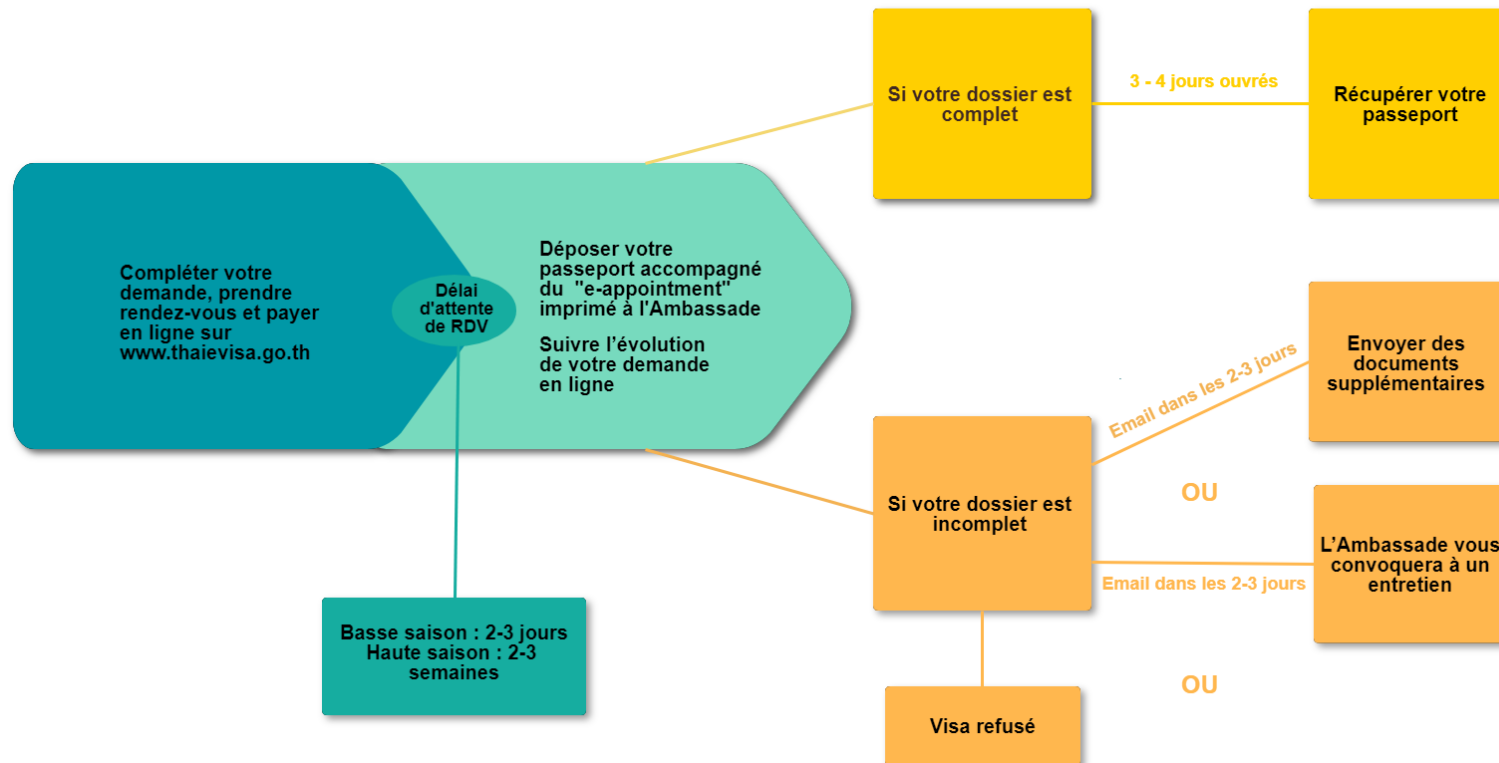 Compléter votre
demande, prendre
rendez-vous et payer
en ligne sur
www.thaievisa.go.th
Délai
d'attente
de RDV
Basse saison : 2-3 jours
Haute saison : 2-3
semaines
Déposer votre
passeport accompagné
du "e-appointment"
imprimé à l'Ambassade
Suivre l’évolution
de votre demande
en ligne
Si votre dossier est
complet
3 - 4 jours ouvrés
Récupérer votre
passeport
Si votre dossier est
incomplet
Email dans les 2-3 jours
Envoyer des
documents
supplémentaires
OU
Email dans les 2-3 jours
L’Ambassade vous
convoquera à un
entretien
OU
Visa refusé